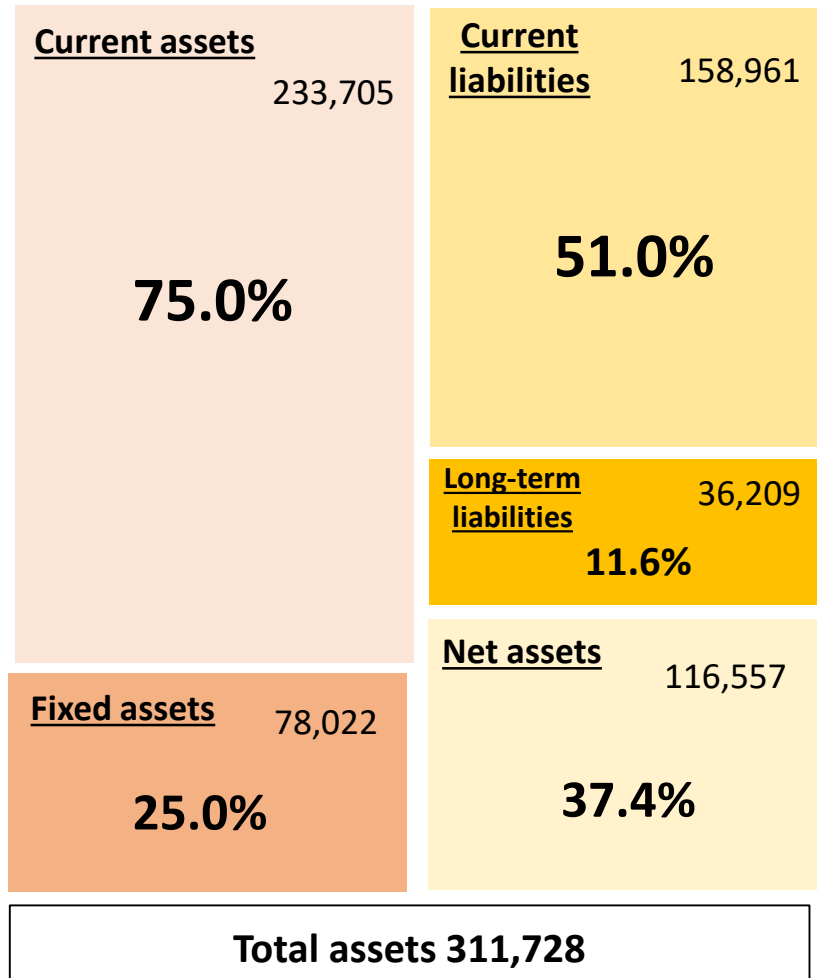 Current assets
233,705
75.0%
Fixed assets
78,022
25.0%
Current
liabilities
158,961
51.0%
Long-term
liabilities
36,209
11.6%
Net assets
116,557
37.4%
Total assets 311,728